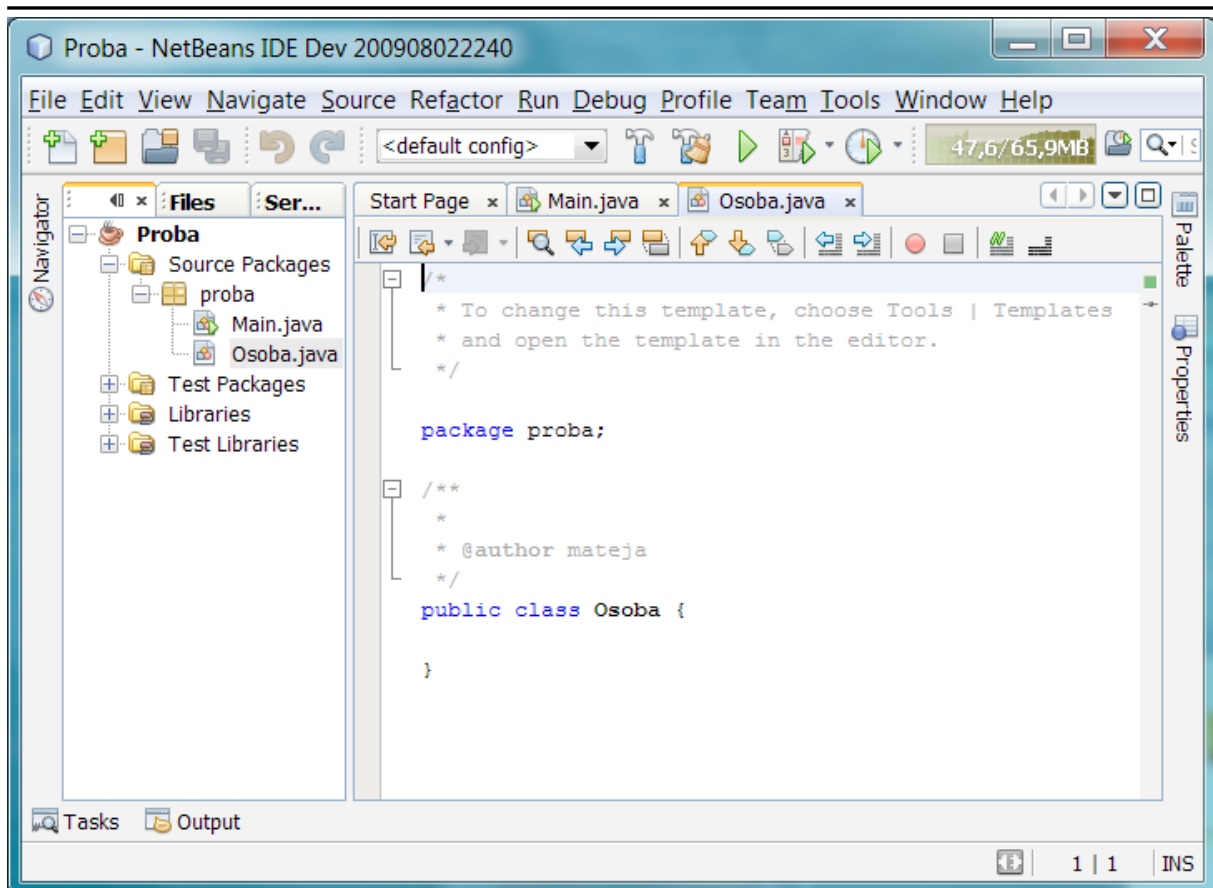 Proba - NetBeans IDE Dev 200908022240
File Edit View Navigate Source Refactor Run Debug Profile Team Tools Window Help
<default config>
47,6/65,9MB
Navigator
Files
Ser...
Proba
Source Packages
proba
Main.java
Osoba.java
Test Packages
Libraries
Test Libraries
Start Page
Main.java
Osoba.java
/*
* To change this template, choose Tools | Templates
* and open the template in the editor.
*/
package proba;
/**
*
* @author mateja
*/
public class Osoba {
}
Palette
Properties
Tasks
Output
1 | 1
INS